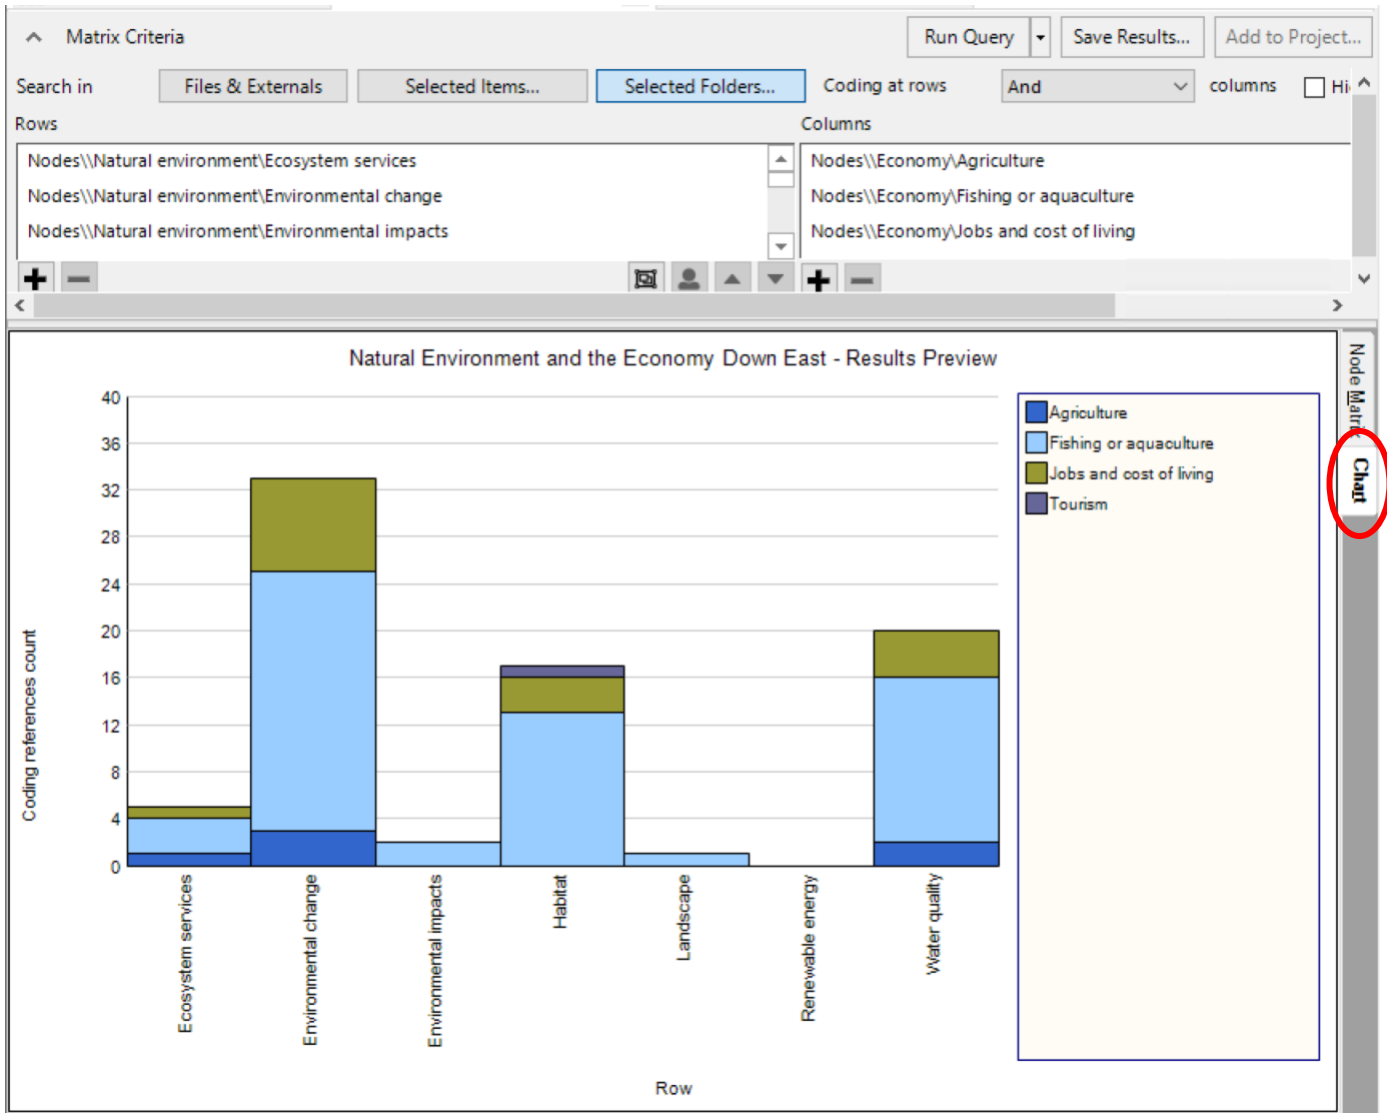 Matrix Criteria
Run Query
Save Results...
Add to Project...
Search in
Files & Externals
Selected Items...
Selected Folders...
Coding at rows
And
columns
Rows
Columns
Nodes\\Natural environment\Ecosystem services
Nodes\\Natural environment\Environmental change
Nodes\\Natural environment\Environmental impacts
Nodes\\Economy\Agriculture
Nodes\\Economy\Fishing or aquaculture
Nodes\\Economy\Jobs and cost of living
Natural Environment and the Economy Down East - Results Preview
40
36
32
28
24
20
16
12
8
4
0
Coding references count
Ecosystem services
Environmental change
Environmental impacts
Habitat
Landscape
Renewable energy
Water quality
Row
Agriculture
Fishing or aquaculture
Jobs and cost of living
Tourism
Node Matrix
Chart